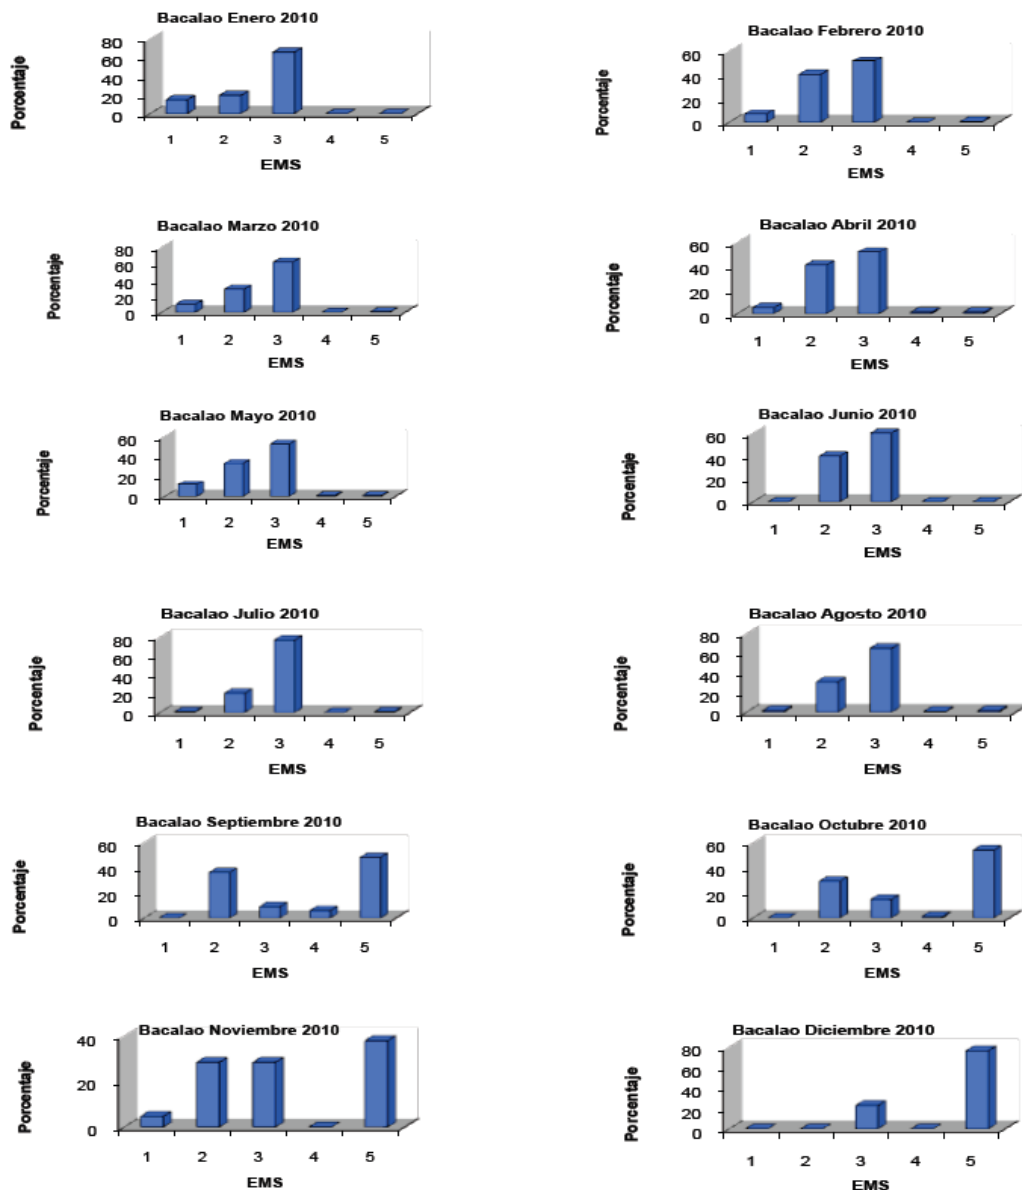 Bacalao Enero 2010
Porcentaje
80
60
40
20
0
1 2 3 4 5
EMS
Bacalao Febrero 2010
Porcentaje
60
40
20
0
1 2 3 4 5
EMS
Bacalao Marzo 2010
Porcentaje
80
60
40
20
0
1 2 3 4 5
EMS
Bacalao Abril 2010
Porcentaje
60
40
20
0
1 2 3 4 5
EMS
Bacalao Mayo 2010
Porcentaje
60
40
20
0
1 2 3 4 5
EMS
Bacalao Junio 2010
Porcentaje
60
40
20
0
1 2 3 4 5
EMS
Bacalao Julio 2010
Porcentaje
80
60
40
20
0
1 2 3 4 5
EMS
Bacalao Agosto 2010
Porcentaje
80
60
40
20
0
1 2 3 4 5
EMS
Bacalao Septiembre 2010
Porcentaje
60
40
20
0
1 2 3 4 5
EMS
Bacalao Octubre 2010
Porcentaje
60
40
20
0
1 2 3 4 5
EMS
Bacalao Noviembre 2010
Porcentaje
40
20
0
1 2 3 4 5
EMS
Bacalao Diciembre 2010
Porcentaje
80
60
40
20
0
1 2 3 4 5
EMS